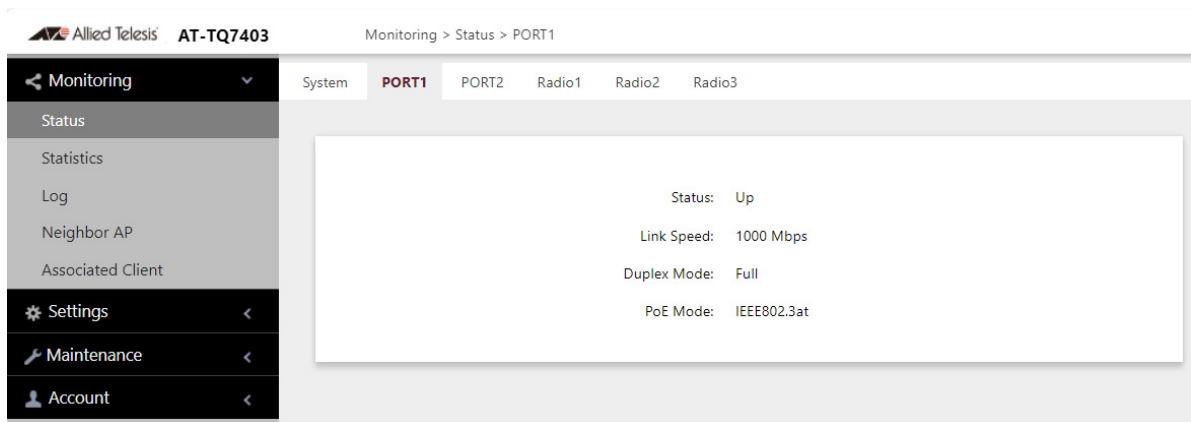 Allied Telesis AT-TQ7403
Monitoring > Status > PORT1
Monitoring
System PORT1 PORT2 Radio1 Radio2 Radio3
Status
Statistics
Log
Neighbor AP
Associated Client
Settings
Maintenance
Account
Status: Up
Link Speed: 1000 Mbps
Duplex Mode: Full
PoE Mode: IEEE802.3at